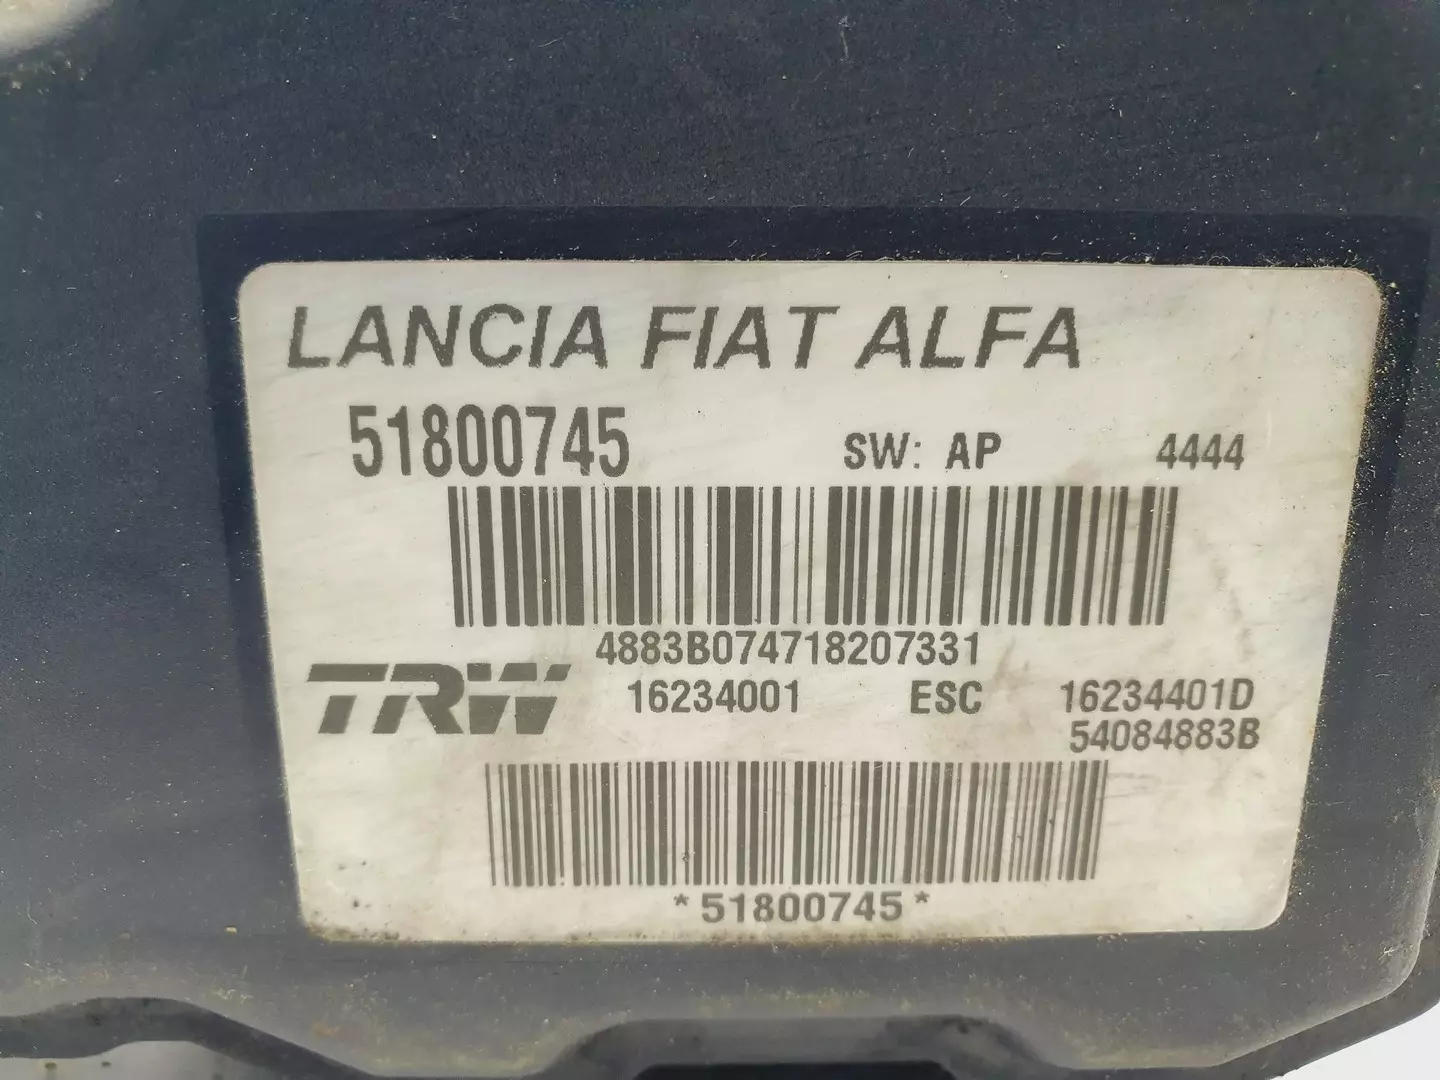 LANCIA FIAT ALFA
51800745 SW: AP 4444
4883B074718207331
TRW 16234001 ESC 16234401D
54084883B
*51800745*